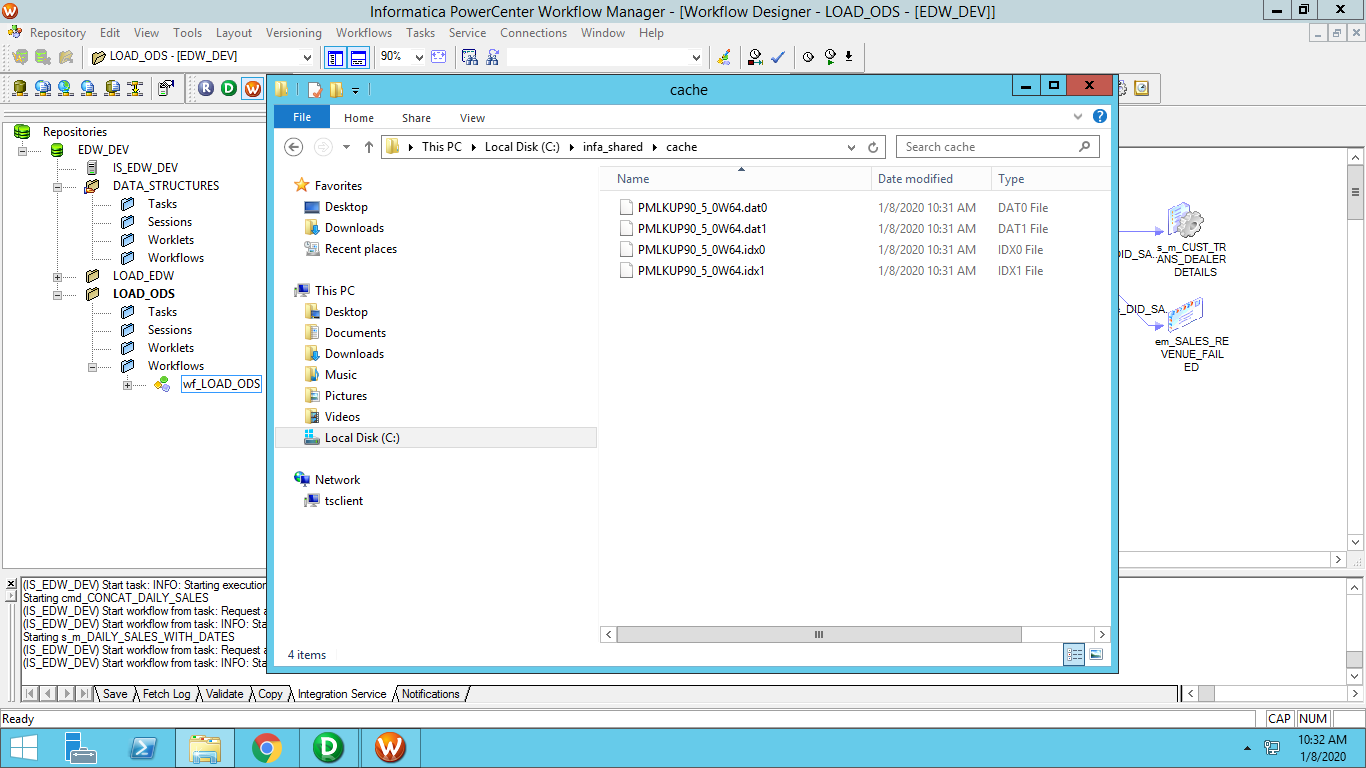 Informatica PowerCenter Workflow Manager - [Workflow Designer - LOAD_ODS - [EDW_DEV]]
Repository Edit View Tools Layout Versioning Workflows Tasks Service Connections Window Help
LOAD_ODS - [EDW_DEV]
90%
R D W
cache
File Home Share View
This PC Local Disk (C:) infa_shared cache
Search cache
Name Date modified Type
PMLKUP90_5_0W64.dat0 1/8/2020 10:31 AM DAT0 File
PMLKUP90_5_0W64.dat1 1/8/2020 10:31 AM DAT1 File
PMLKUP90_5_0W64.idx0 1/8/2020 10:31 AM IDX0 File
PMLKUP90_5_0W64.idx1 1/8/2020 10:31 AM IDX1 File
Favorites
Desktop
Downloads
Recent places
This PC
Desktop
Documents
Downloads
Music
Pictures
Videos
Local Disk (C:)
Network
tsclient
4 items
Repositories
EDW_DEV
IS_EDW_DEV
DATA_STRUCTURES
Tasks
Sessions
Worklets
Workflows
LOAD_EDW
LOAD_ODS
Tasks
Sessions
Worklets
Workflows
wf_LOAD_ODS
DID_SA...
s_m_CUST_TR
ANS_DEALER
DETAILS
_DID_SA...
em_SALES_RE
VENUE_FAIL
ED
(IS_EDW_DEV) Start task: INFO: Starting execution
Starting cmd_CONCAT_DAILY_SALES
(IS_EDW_DEV) Start workflow from task: Request a
(IS_EDW_DEV) Start workflow from task: INFO: Sta
Starting s_m_DAILY_SALES_WITH_DATES
(IS_EDW_DEV) Start workflow from task: Request a
(IS_EDW_DEV) Start workflow from task: INFO: Sta
Save Fetch Log Validate Copy Integration Service Notifications
Ready
CAP NUM
10:32 AM
1/8/2020